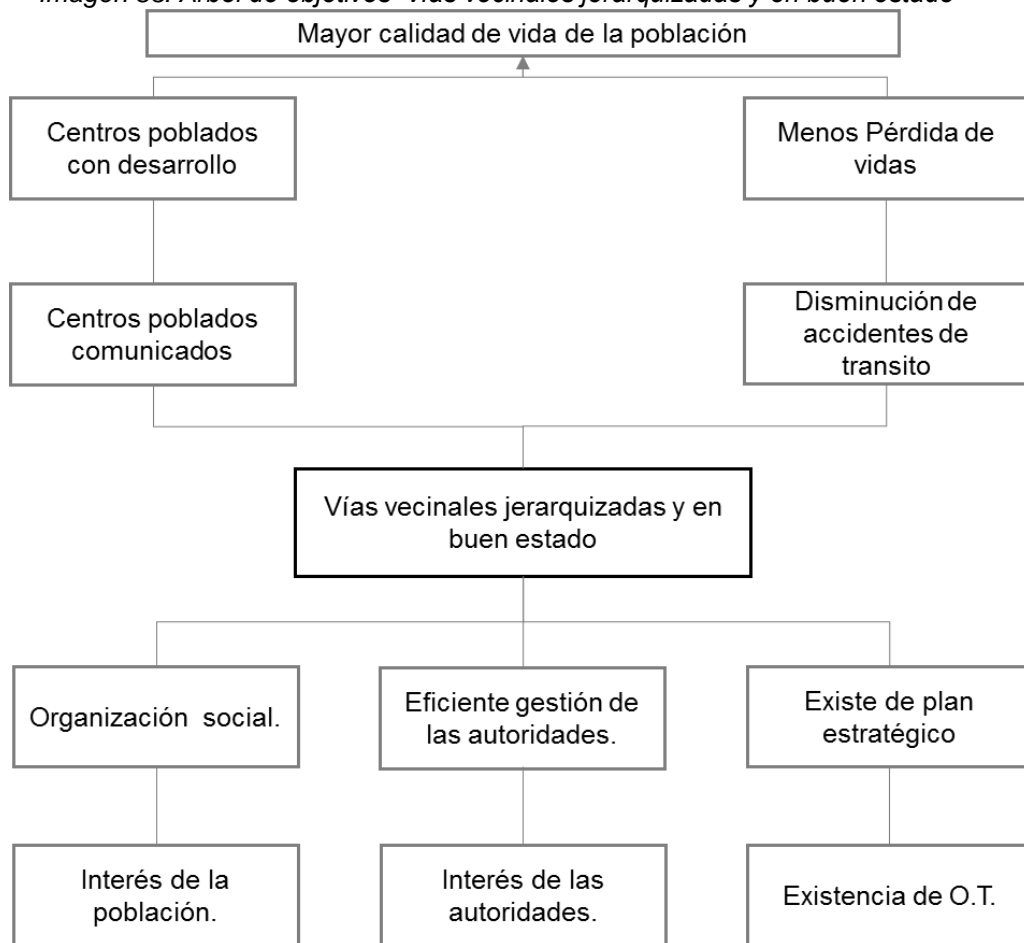 Mayor calidad de vida de la población
Centros poblados
con desarrollo
Menos Pérdida de
vidas
Centros poblados
comunicados
Disminución de
accidentes de
transito
Vías vecinales jerarquizadas y en
buen estado
Organización social.
Eficiente gestión de
las autoridades.
Existe de plan
estratégico
Interés de la
población.
Interés de las
autoridades.
Existencia de O.T.